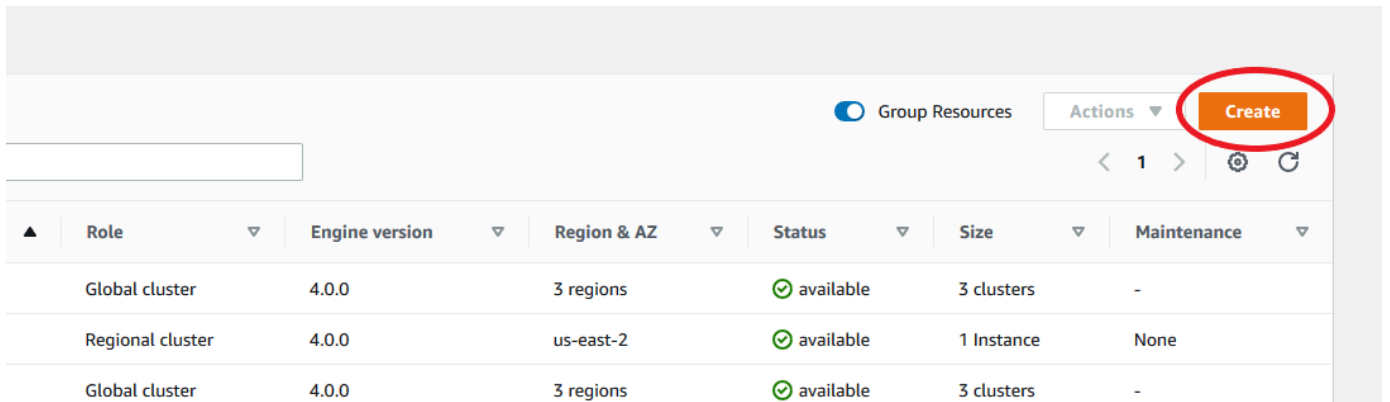 Group Resources Actions Create
1
Role Engine version Region & AZ Status Size Maintenance
Global cluster 4.0.0 3 regions available 3 clusters -
Regional cluster 4.0.0 us-east-2 available 1 Instance None
Global cluster 4.0.0 3 regions available 3 clusters -